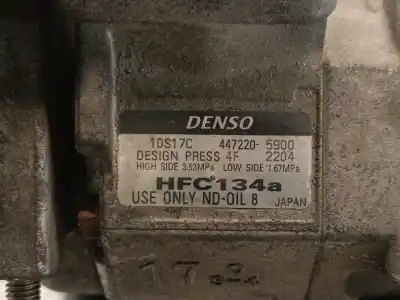 DENSO
10S17C 447220-5900
DESIGN PRESS 4F 2204
HIGH SIDE 3.53MPa LOW SIDE 1.67MPa
HFC134a
USE ONLY ND-OIL 8 JAPAN
17